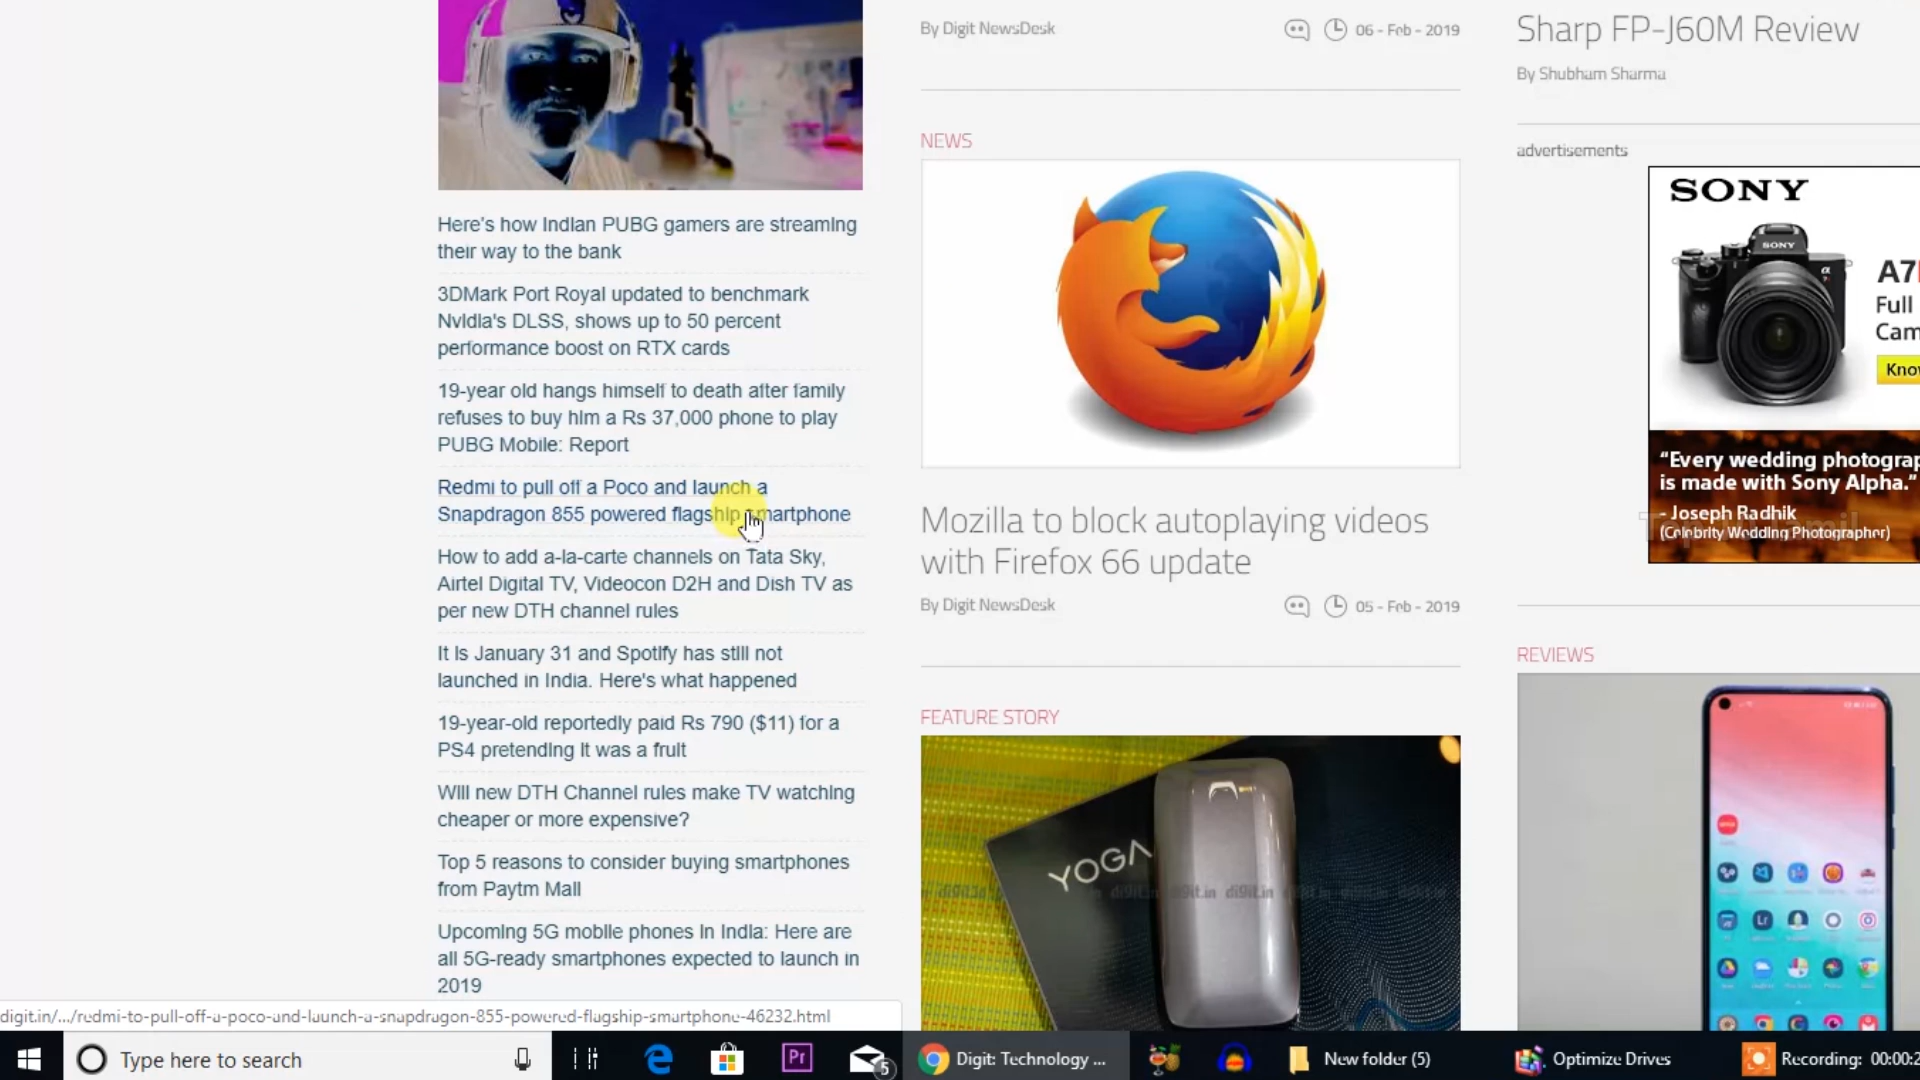 By Digit NewsDesk
06 - Feb - 2019
Sharp FP-J60M Review
By Shubham Sharma
NEWS
advertisements
SONY
SONY
A7
Full
Cam
Know
"Every wedding photograp
is made with Sony Alpha."
- Joseph Radhik
(Celebrity Wedding Photographer)
Here's how Indian PUBG gamers are streaming
their way to the bank
3DMark Port Royal updated to benchmark
Nvidia's DLSS, shows up to 50 percent
performance boost on RTX cards
19-year old hangs himself to death after family
refuses to buy him a Rs 37,000 phone to play
PUBG Mobile: Report
Redmi to pull off a Poco and launch a
Snapdragon 855 powered flagship smartphone
How to add a-la-carte channels on Tata Sky,
Airtel Digital TV, Videocon D2H and Dish TV as
per new DTH channel rules
It is January 31 and Spotify has still not
launched in India. Here's what happened
19-year-old reportedly paid Rs 790 ($11) for a
PS4 pretending it was a fruit
Will new DTH Channel rules make TV watching
cheaper or more expensive?
Top 5 reasons to consider buying smartphones
from Paytm Mall
Upcoming 5G mobile phones in India: Here are
all 5G-ready smartphones expected to launch in
2019
Mozilla to block autoplaying videos
with Firefox 66 update
By Digit NewsDesk
05 - Feb - 2019
FEATURE STORY
YOGA
digit.in digit.in
REVIEWS
Lr
digit.in/.../redmi-to-pull-off-a-poco-and-launch-a-snapdragon-855-powered-flagship-smartphone-46232.html
Type here to search
Pr
5
Digit: Technology ...
New folder (5)
Optimize Drives
Recording: 00:00:2